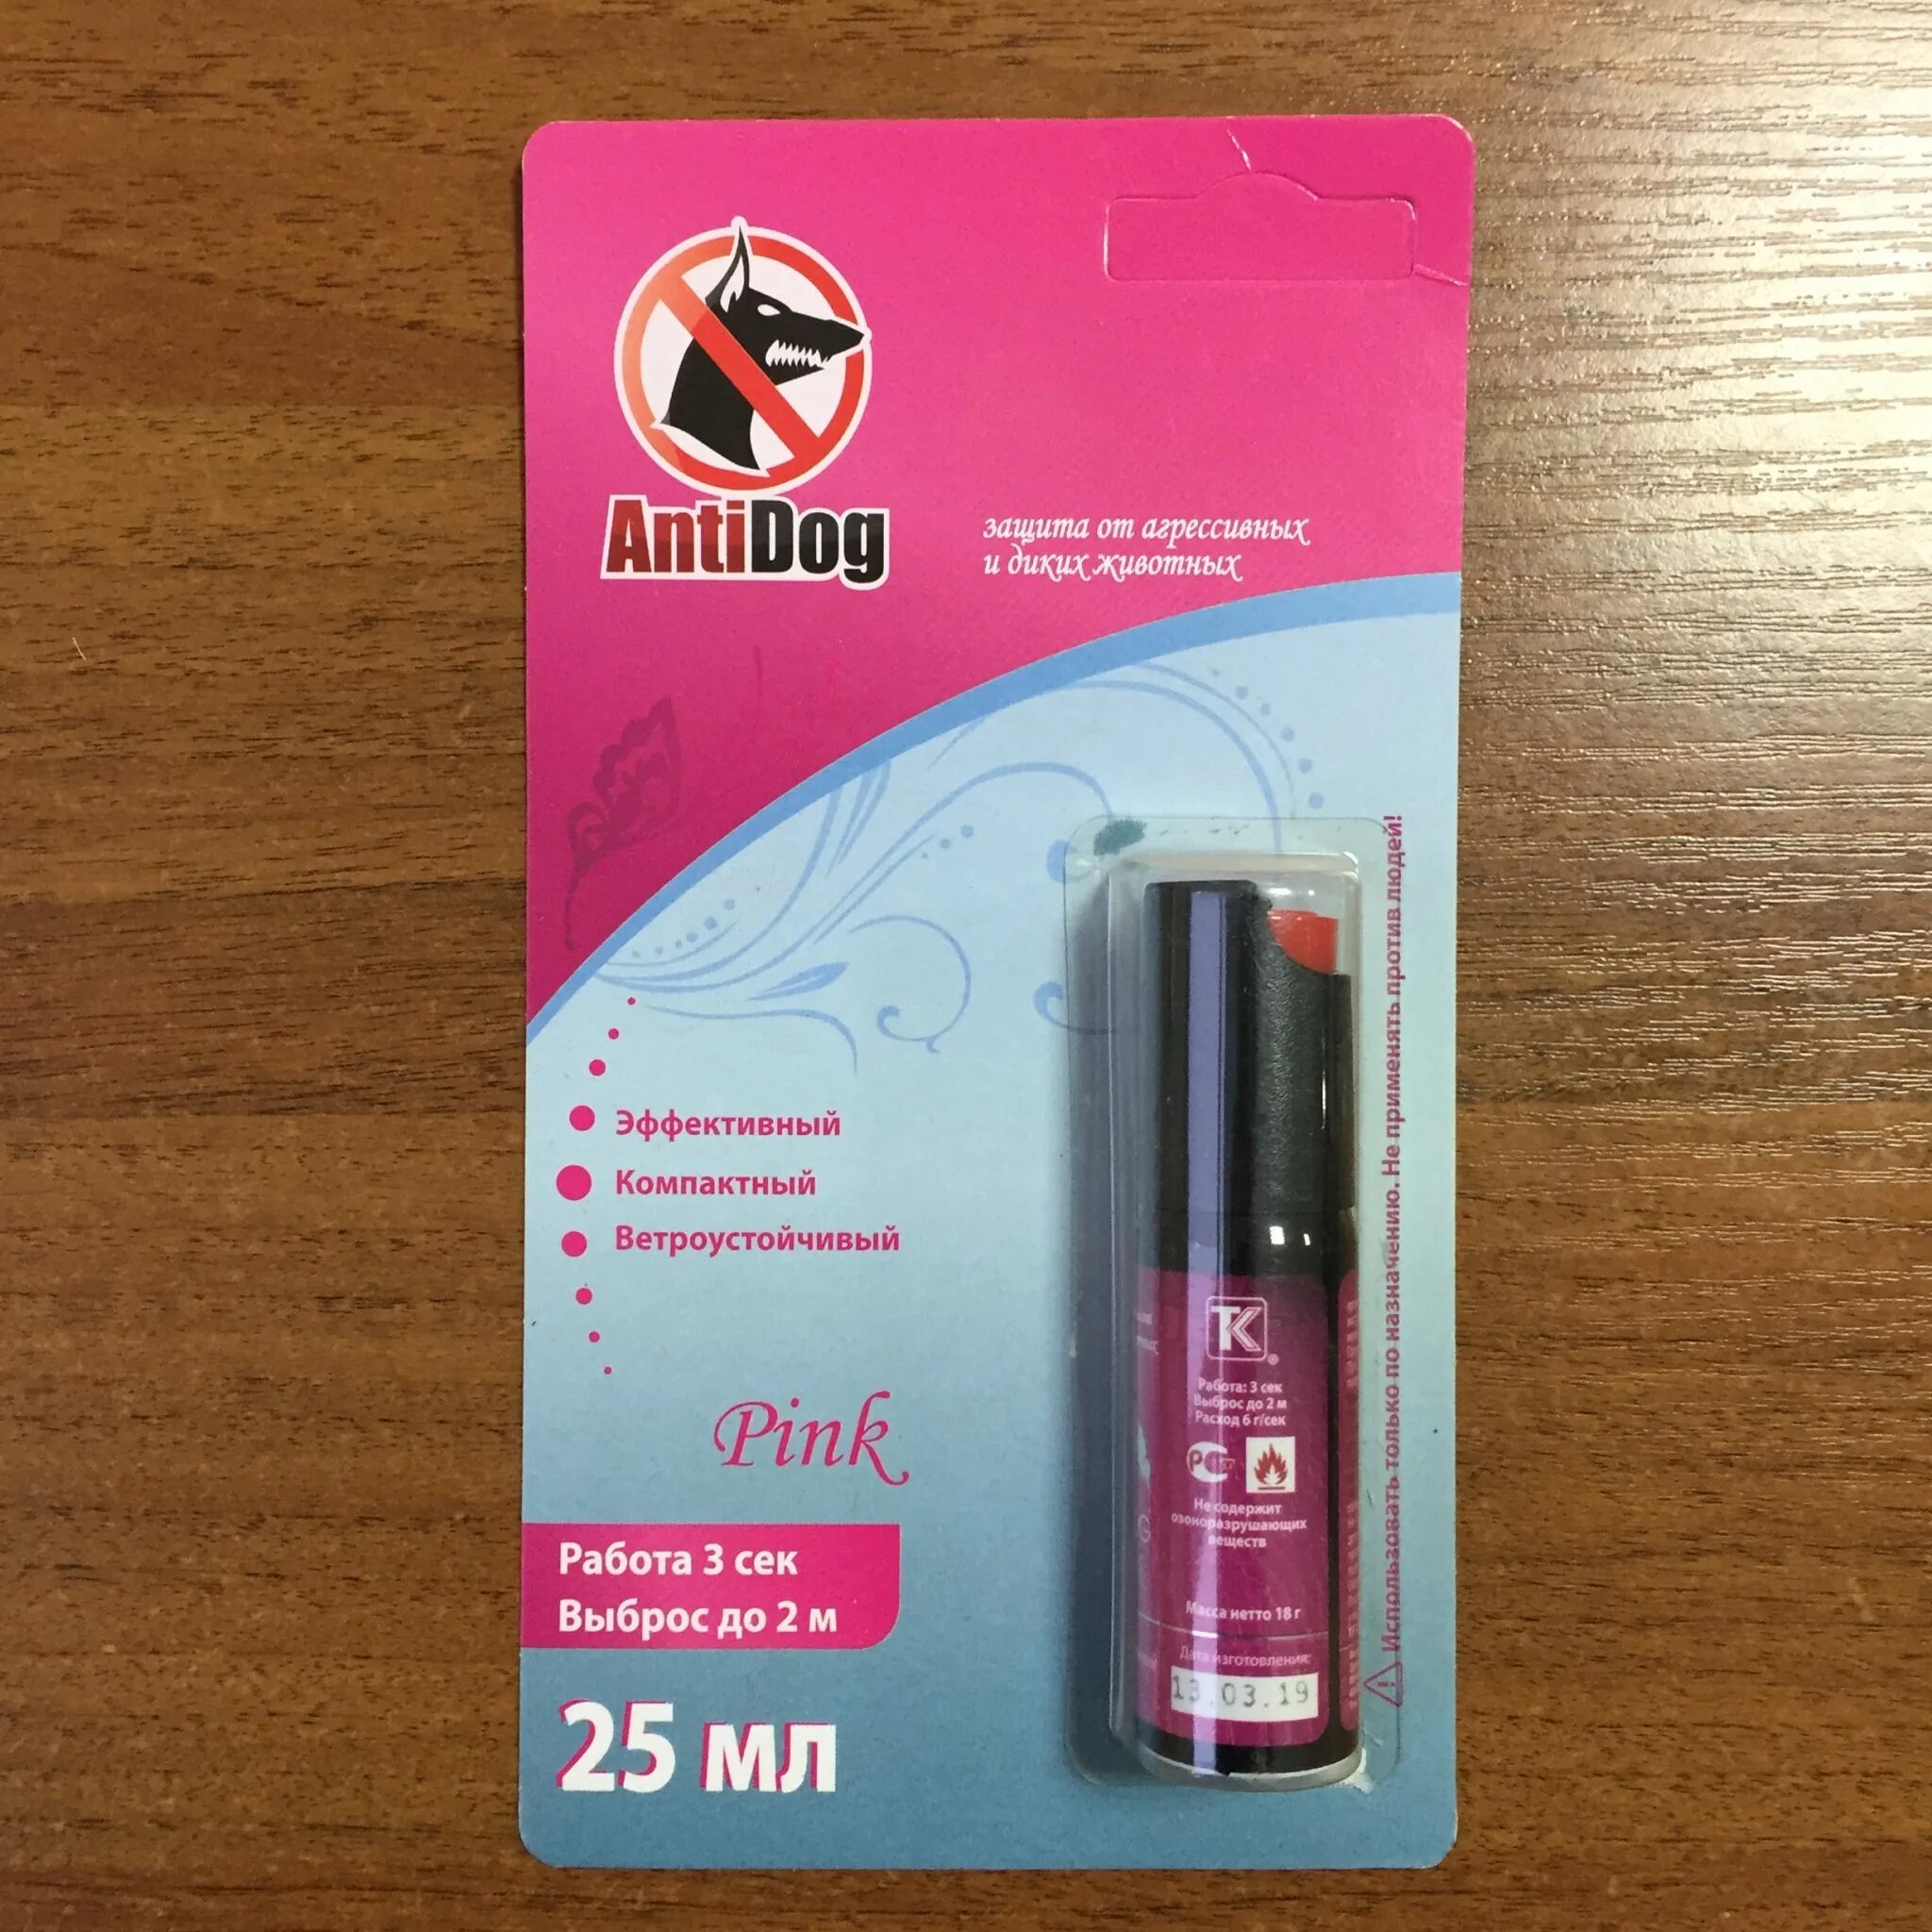 AntiDog
защита от агрессивных
и диких животных
Эффективный
Компактный
Ветроустойчивый
Pink
Работа 3 сек
Выброс до 2 м
25 мл
TK
®
Работа: 3 сек
Выброс до 2 м
Расход 6 г/сек
Не содержит
озоноразрушающих
веществ
Масса нетто 18 г
Дата изготовления:
13.03.19
Использовать только по назначению. Не применять против людей!